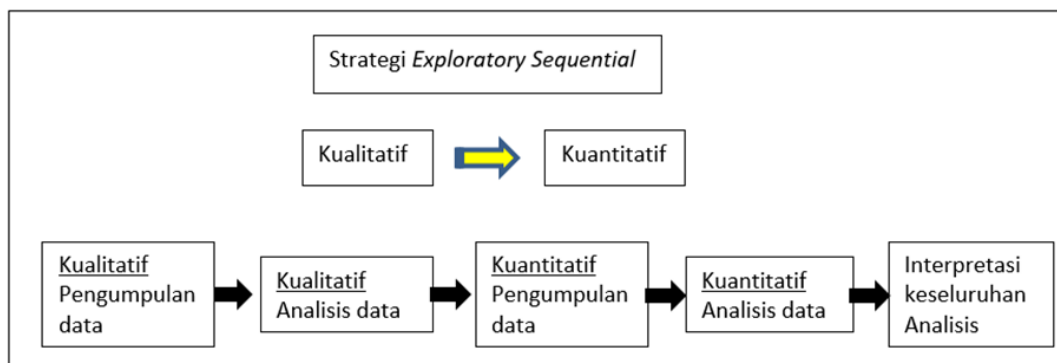 Strategi Exploratory Sequential
Kualitatif
Kuantitatif
Kualitatif
Pengumpulan
data
Kualitatif
Analisis data
Kuantitatif
Pengumpulan
data
Kuantitatif
Analisis data
Interpretasi
keseluruhan
Analisis